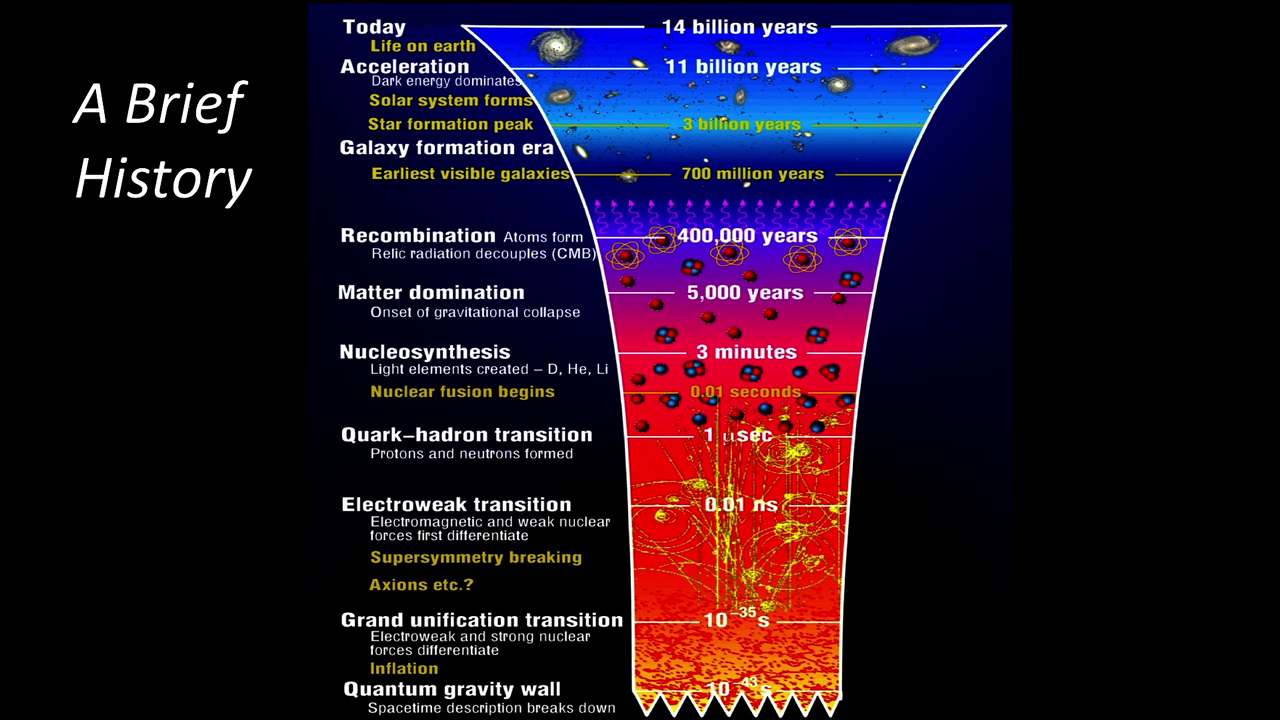 A Brief
History
Today
14 billion years
Life on earth
Acceleration
11 billion years
Dark energy dominates
Solar system forms
Star formation peak
3 billion years
Galaxy formation era
Earliest visible galaxies
700 million years
Recombination Atoms form
400,000 years
Relic radiation decouples (CMB)
Matter domination
5,000 years
Onset of gravitational collapse
Nucleosynthesis
3 minutes
Light elements created – D, He, Li
Nuclear fusion begins
0.01 seconds
Quark–hadron transition
1 μsec
Protons and neutrons formed
Electroweak transition
0.01 ns
Electromagnetic and weak nuclear
forces first differentiate
Supersymmetry breaking
Axions etc.?
Grand unification transition
10⁻³⁵s
Electroweak and strong nuclear
forces differentiate
Inflation
Quantum gravity wall
10⁻⁴³s
Spacetime description breaks down